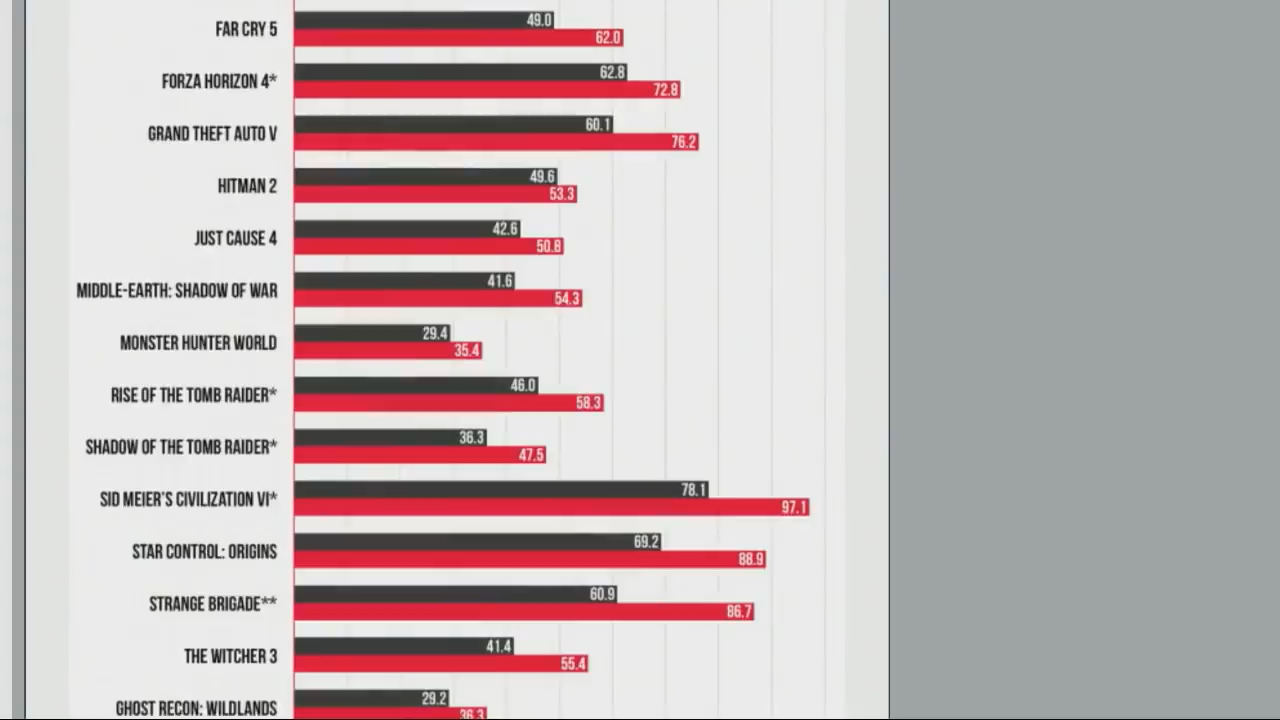 FAR CRY 5
49.0
62.0
FORZA HORIZON 4*
62.8
72.8
GRAND THEFT AUTO V
60.1
76.2
HITMAN 2
49.6
53.3
JUST CAUSE 4
42.6
50.8
MIDDLE-EARTH: SHADOW OF WAR
41.6
54.3
MONSTER HUNTER WORLD
29.4
35.4
RISE OF THE TOMB RAIDER*
46.0
58.3
SHADOW OF THE TOMB RAIDER*
36.3
47.5
SID MEIER'S CIVILIZATION VI*
78.1
97.1
STAR CONTROL: ORIGINS
69.2
88.9
STRANGE BRIGADE**
60.9
86.7
THE WITCHER 3
41.4
55.4
GHOST RECON: WILDLANDS
29.2
36.3